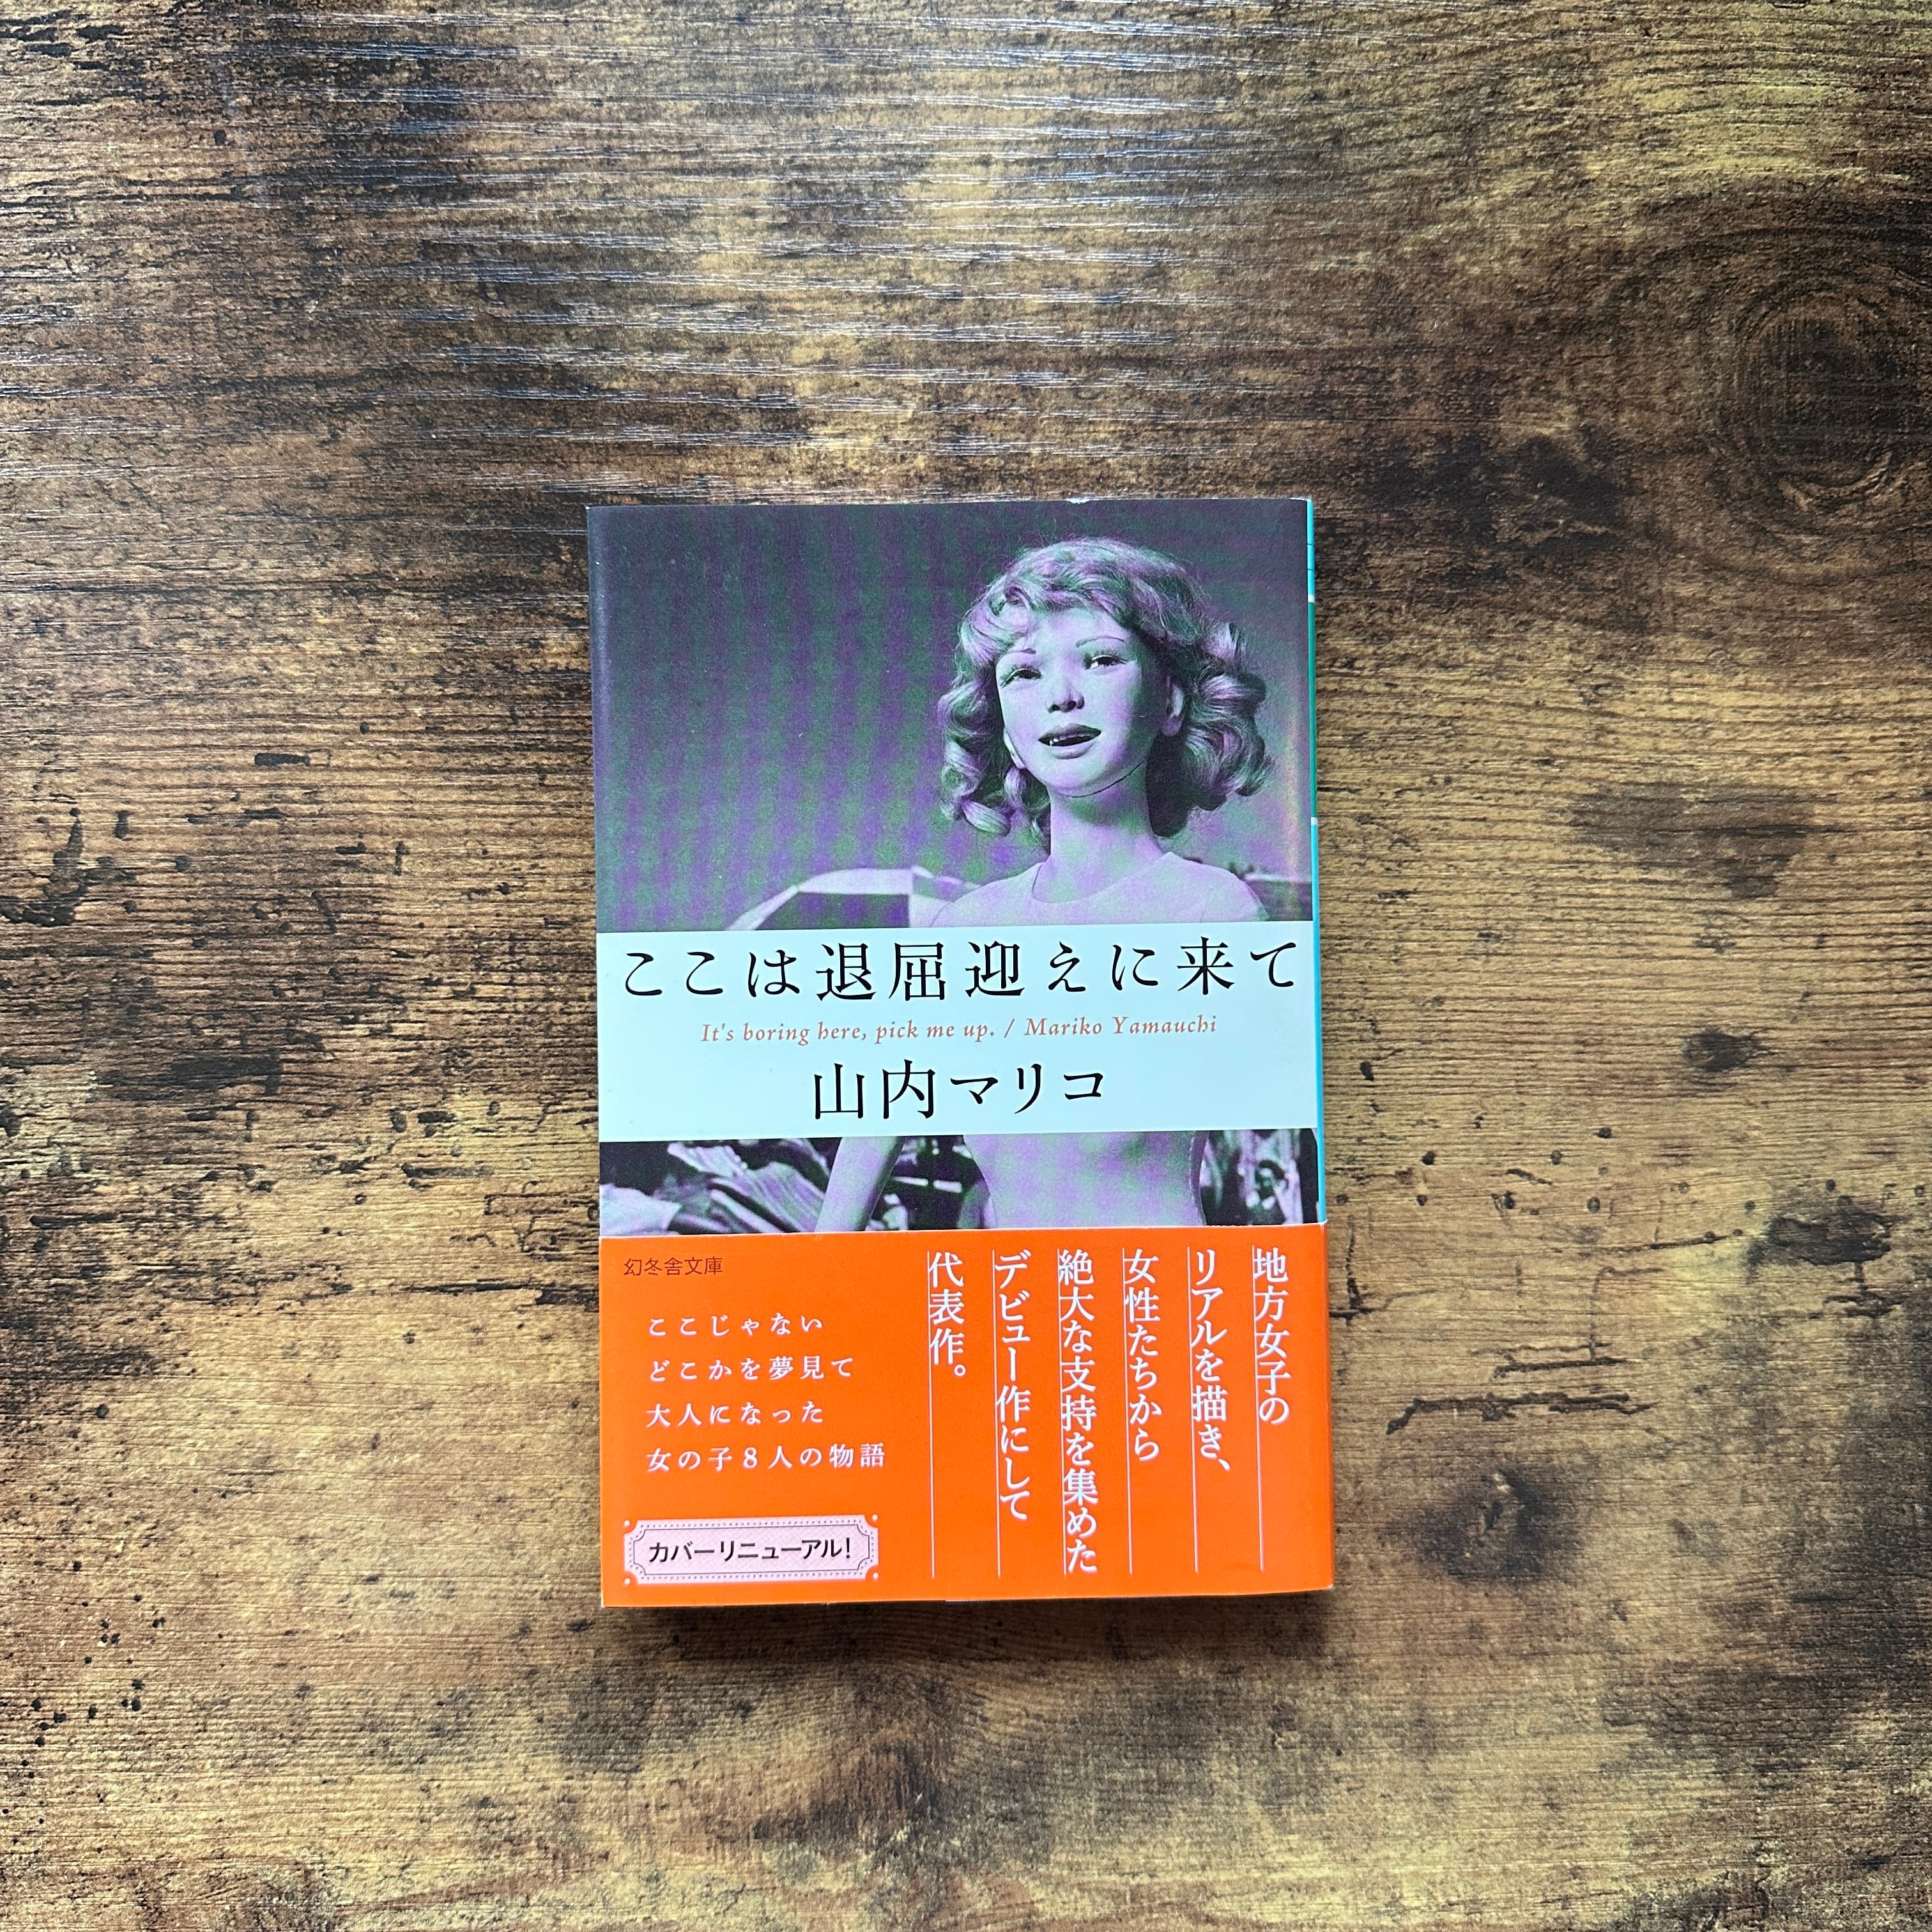 ここは退屈迎えに来て
It's boring here, pick me up. / Mariko Yamauchi
山内マリコ
地方女子の
リアルを描き、
女性たちから
絶大な支持を集めた
デビュー作にして
代表作。
幻冬舎文庫
ここじゃない
どこかを夢見て
大人になった
女の子8人の物語
カバーリニューアル!